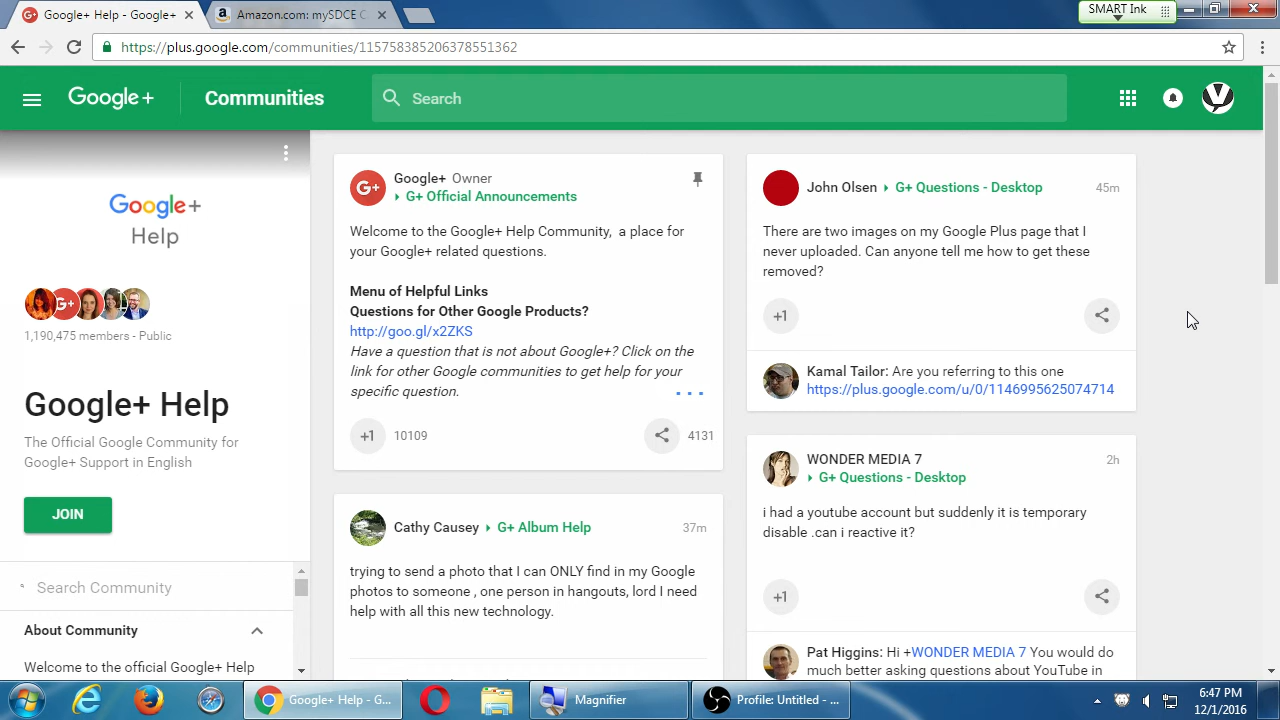 Google+ Help - Google+
Amazon.com: mySDCE C
SMART Ink
https://plus.google.com/communities/115758385206378551362
Google+
Communities
Search
Google+
Help
1,190,475 members - Public
Google+ Help
The Official Google Community for
Google+ Support in English
JOIN
Search Community
About Community
Welcome to the official Google+ Help
G+
Google+ Owner
G+ Official Announcements
Welcome to the Google+ Help Community, a place for
your Google+ related questions.
Menu of Helpful Links
Questions for Other Google Products?
http://goo.gl/x2ZKS
Have a question that is not about Google+? Click on the
link for other Google communities to get help for your
specific question.
...
+1
10109
4131
Cathy Causey
G+ Album Help
37m
trying to send a photo that I can ONLY find in my Google
photos to someone , one person in hangouts, lord I need
help with all this new technology.
John Olsen
G+ Questions - Desktop
45m
There are two images on my Google Plus page that I
never uploaded. Can anyone tell me how to get these
removed?
+1
Kamal Tailor: Are you referring to this one
https://plus.google.com/u/0/1146995625074714
WONDER MEDIA 7
2h
G+ Questions - Desktop
i had a youtube account but suddenly it is temporary
disable .can i reactive it?
+1
Pat Higgins: Hi +WONDER MEDIA 7 You would do
much better asking questions about YouTube in
Google+ Help - G...
Magnifier
Profile: Untitled - ...
6:47 PM
12/1/2016